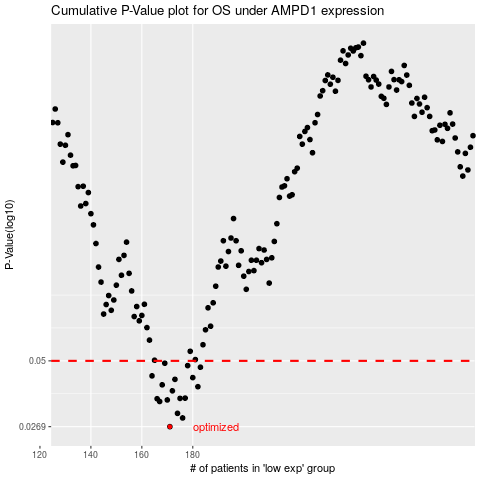 Cumulative P-Value plot for OS under AMPD1 expression
P-Value(log10)
0.05
0.0269
optimized
120 140 160 180
# of patients in 'low exp' group